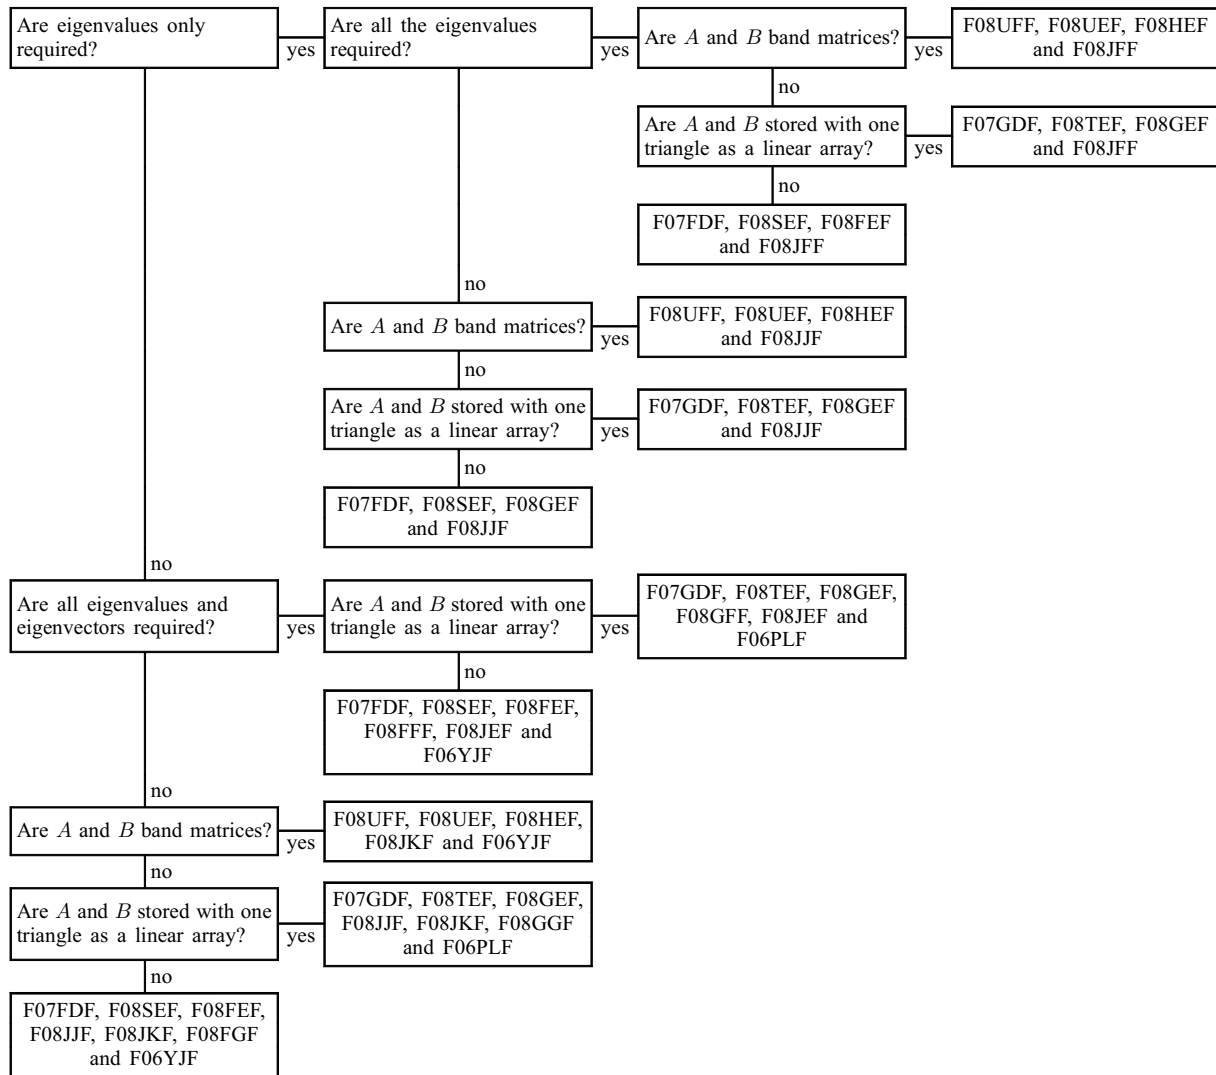 Are eigenvalues only
required?
yes
Are all the eigenvalues
required?
yes
Are A and B band matrices?
yes
F08UFF, F08UEF, F08HEF
and F08JFF
no
Are A and B stored with one
triangle as a linear array?
yes
F07GDF, F08TEF, F08GEF
and F08JFF
no
F07FDF, F08SEF, F08FEF
and F08JFF
no
Are A and B band matrices?
yes
F08UFF, F08UEF, F08HEF
and F08JJF
no
Are A and B stored with one
triangle as a linear array?
yes
F07GDF, F08TEF, F08GEF
and F08JJF
no
F07FDF, F08SEF, F08GEF
and F08JJF
no
Are all eigenvalues and
eigenvectors required?
yes
Are A and B stored with one
triangle as a linear array?
yes
F07GDF, F08TEF, F08GEF,
F08GFF, F08JEF and
F06PLF
no
F07FDF, F08SEF, F08FEF,
F08FFF, F08JEF and
F06YJF
no
Are A and B band matrices?
yes
F08UFF, F08UEF, F08HEF,
F08JKF and F06YJF
no
Are A and B stored with one
triangle as a linear array?
yes
F07GDF, F08TEF, F08GEF,
F08JJF, F08JKF, F08GGF
and F06PLF
no
F07FDF, F08SEF, F08FEF,
F08JJF, F08JKF, F08FGF
and F06YJF